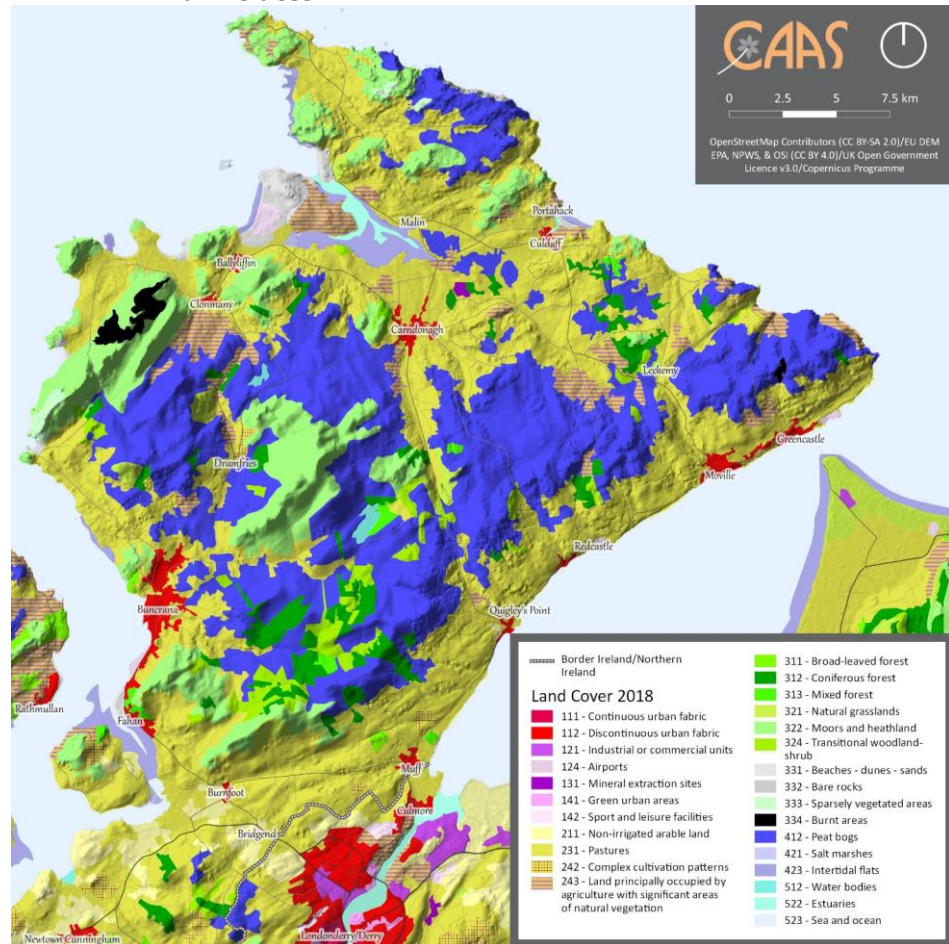 CAAS
0 2.5 5 7.5 km
OpenStreetMap Contributors (CC BY-SA 2.0)/EU DEM
EPA, NPWS, & OSi (CC BY 4.0)/UK Open Government
Licence v3.0/Copernicus Programme
Malin
Portahack
Culduff
Ballyliffin
Clonmany
Carndonagh
Leckemy
Greencastle
Moville
Drumfries
Redcastle
Buncrana
Quigley's Point
Rathmullan
Fahan
Muff
Burnfoot
Culmore
Bridgend
Londonderry/Derry
Newtown Cunningham
Border Ireland/Northern
Ireland
Land Cover 2018
111 - Continuous urban fabric
112 - Discontinuous urban fabric
121 - Industrial or commercial units
124 - Airports
131 - Mineral extraction sites
141 - Green urban areas
142 - Sport and leisure facilities
211 - Non-irrigated arable land
231 - Pastures
242 - Complex cultivation patterns
243 - Land principally occupied by
agriculture with significant areas
of natural vegetation
311 - Broad-leaved forest
312 - Coniferous forest
313 - Mixed forest
321 - Natural grasslands
322 - Moors and heathland
324 - Transitional woodland-
shrub
331 - Beaches - dunes - sands
332 - Bare rocks
333 - Sparsely vegetated areas
334 - Burnt areas
412 - Peat bogs
421 - Salt marshes
423 - Intertidal flats
512 - Water bodies
522 - Estuaries
523 - Sea and ocean